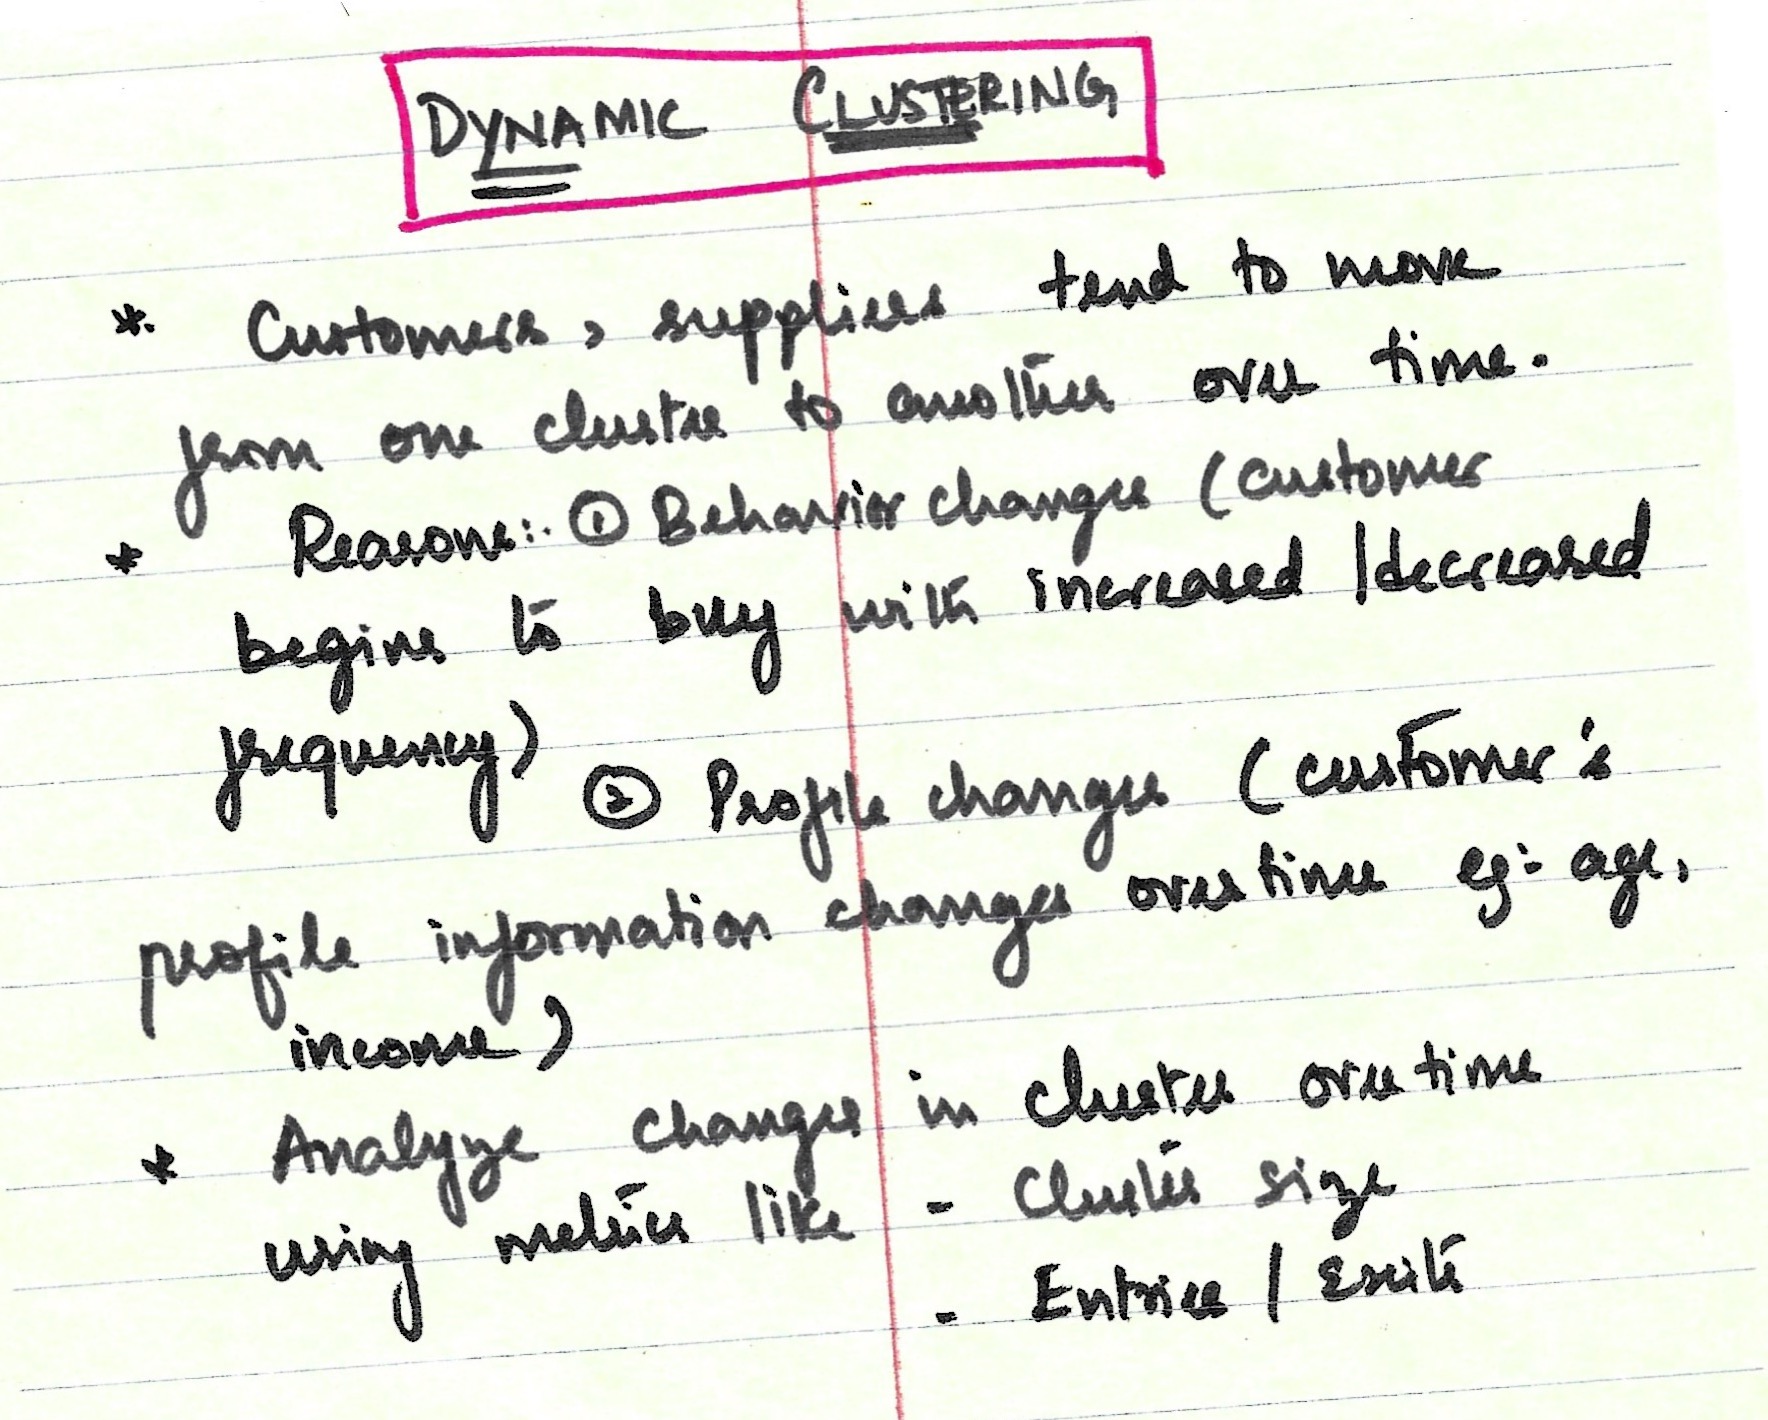 DYNAMIC CLUSTERING
* Customers, suppliers tend to move
from one cluster to another over time.
* Reasons: ① Behavior changes (customer
begins to buy with increased / decreased
frequency)
② Profile changes (customer's
profile information changes over time eg:- age,
income)
* Analyze changes in cluster over time
using metrics like - Cluster size
- Entries / Exits